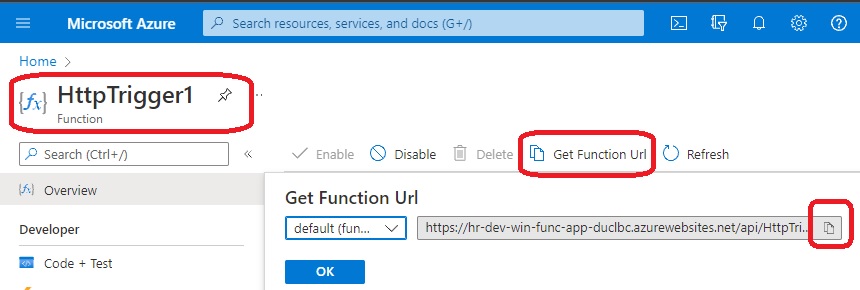 Microsoft Azure
Search resources, services, and docs (G+/)
Home >
{fx} HttpTrigger1 ...
Function
Search (Ctrl+/) «
Enable Disable Delete Get Function Url Refresh
{fx} Overview
Get Function Url
default (fun... https://hr-dev-win-func-app-duclbc.azurewebsites.net/api/HttpTri...
Developer
Code + Test
OK